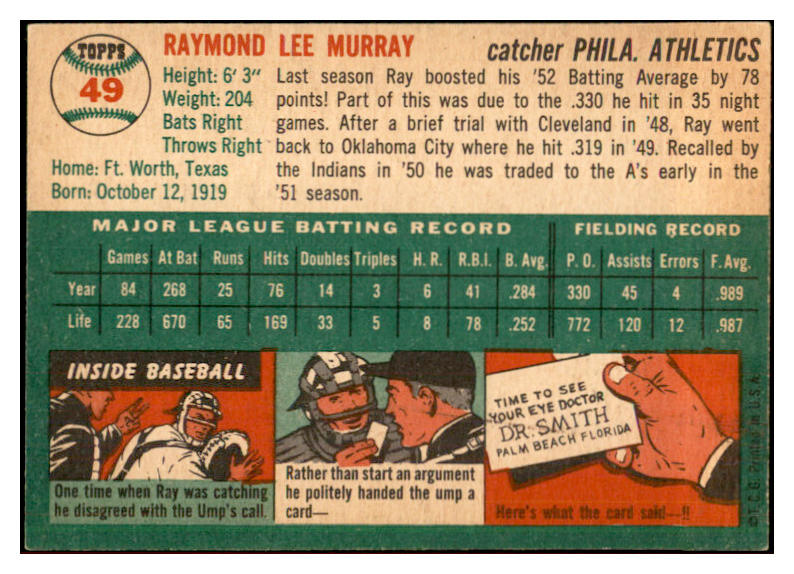 TOPPS
49
RAYMOND LEE MURRAY
catcher PHILA. ATHLETICS
Height: 6' 3"
Weight: 204
Bats Right
Throws Right
Home: Ft. Worth, Texas
Born: October 12, 1919
Last season Ray boosted his '52 Batting Average by 78
points! Part of this was due to the .330 he hit in 35 night
games. After a brief trial with Cleveland in '48, Ray went
back to Oklahoma City where he hit .319 in '49. Recalled by
the Indians in '50 he was traded to the A's early in the
'51 season.
MAJOR LEAGUE BATTING RECORD
FIELDING RECORD
Games At Bat Runs Hits Doubles Triples H. R. R.B.I. B. Avg. P. O. Assists Errors F. Avg.
Year 84 268 25 76 14 3 6 41 .284 330 45 4 .989
Life 228 670 65 169 33 5 8 78 .252 772 120 12 .987
INSIDE BASEBALL
One time when Ray was catching
he disagreed with the Ump's call.
Rather than start an argument
he politely handed the ump a
card—
TIME TO SEE
YOUR EYE DOCTOR
DR. SMITH
PALM BEACH FLORIDA
Here's what the card said—!!
©T.C.G. Printed in U.S.A.